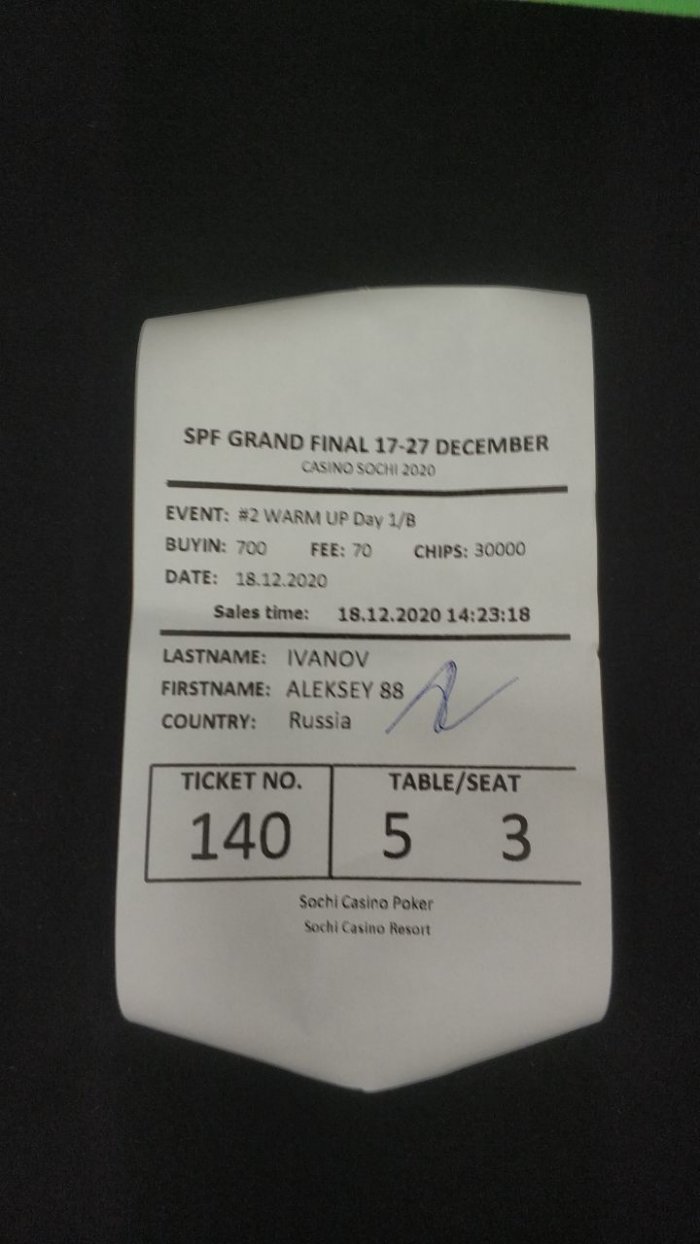 SPF GRAND FINAL 17-27 DECEMBER
CASINO SOCHI 2020
EVENT: #2 WARM UP Day 1/B
BUYIN: 700 FEE: 70 CHIPS: 30000
DATE: 18.12.2020
Sales time: 18.12.2020 14:23:18
LASTNAME: IVANOV
FIRSTNAME: ALEKSEY 88
COUNTRY: Russia
TICKET NO. TABLE/SEAT
140 5 3
Sochi Casino Poker
Sochi Casino Resort